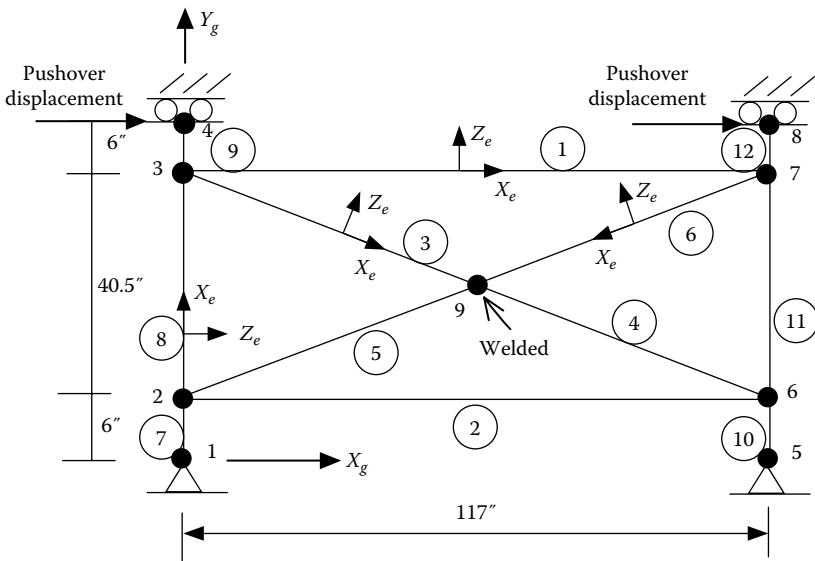 Y_g
Pushover
displacement
Pushover
displacement
4
8
6″
9
Z_e
1
12
3
X_e
7
Z_e
Z_e
3
6
X_e
X_e
40.5″
X_e
9
4
11
8
Z_e
5
Welded
2
6
6″
2
7
1
X_g
10
5
117″